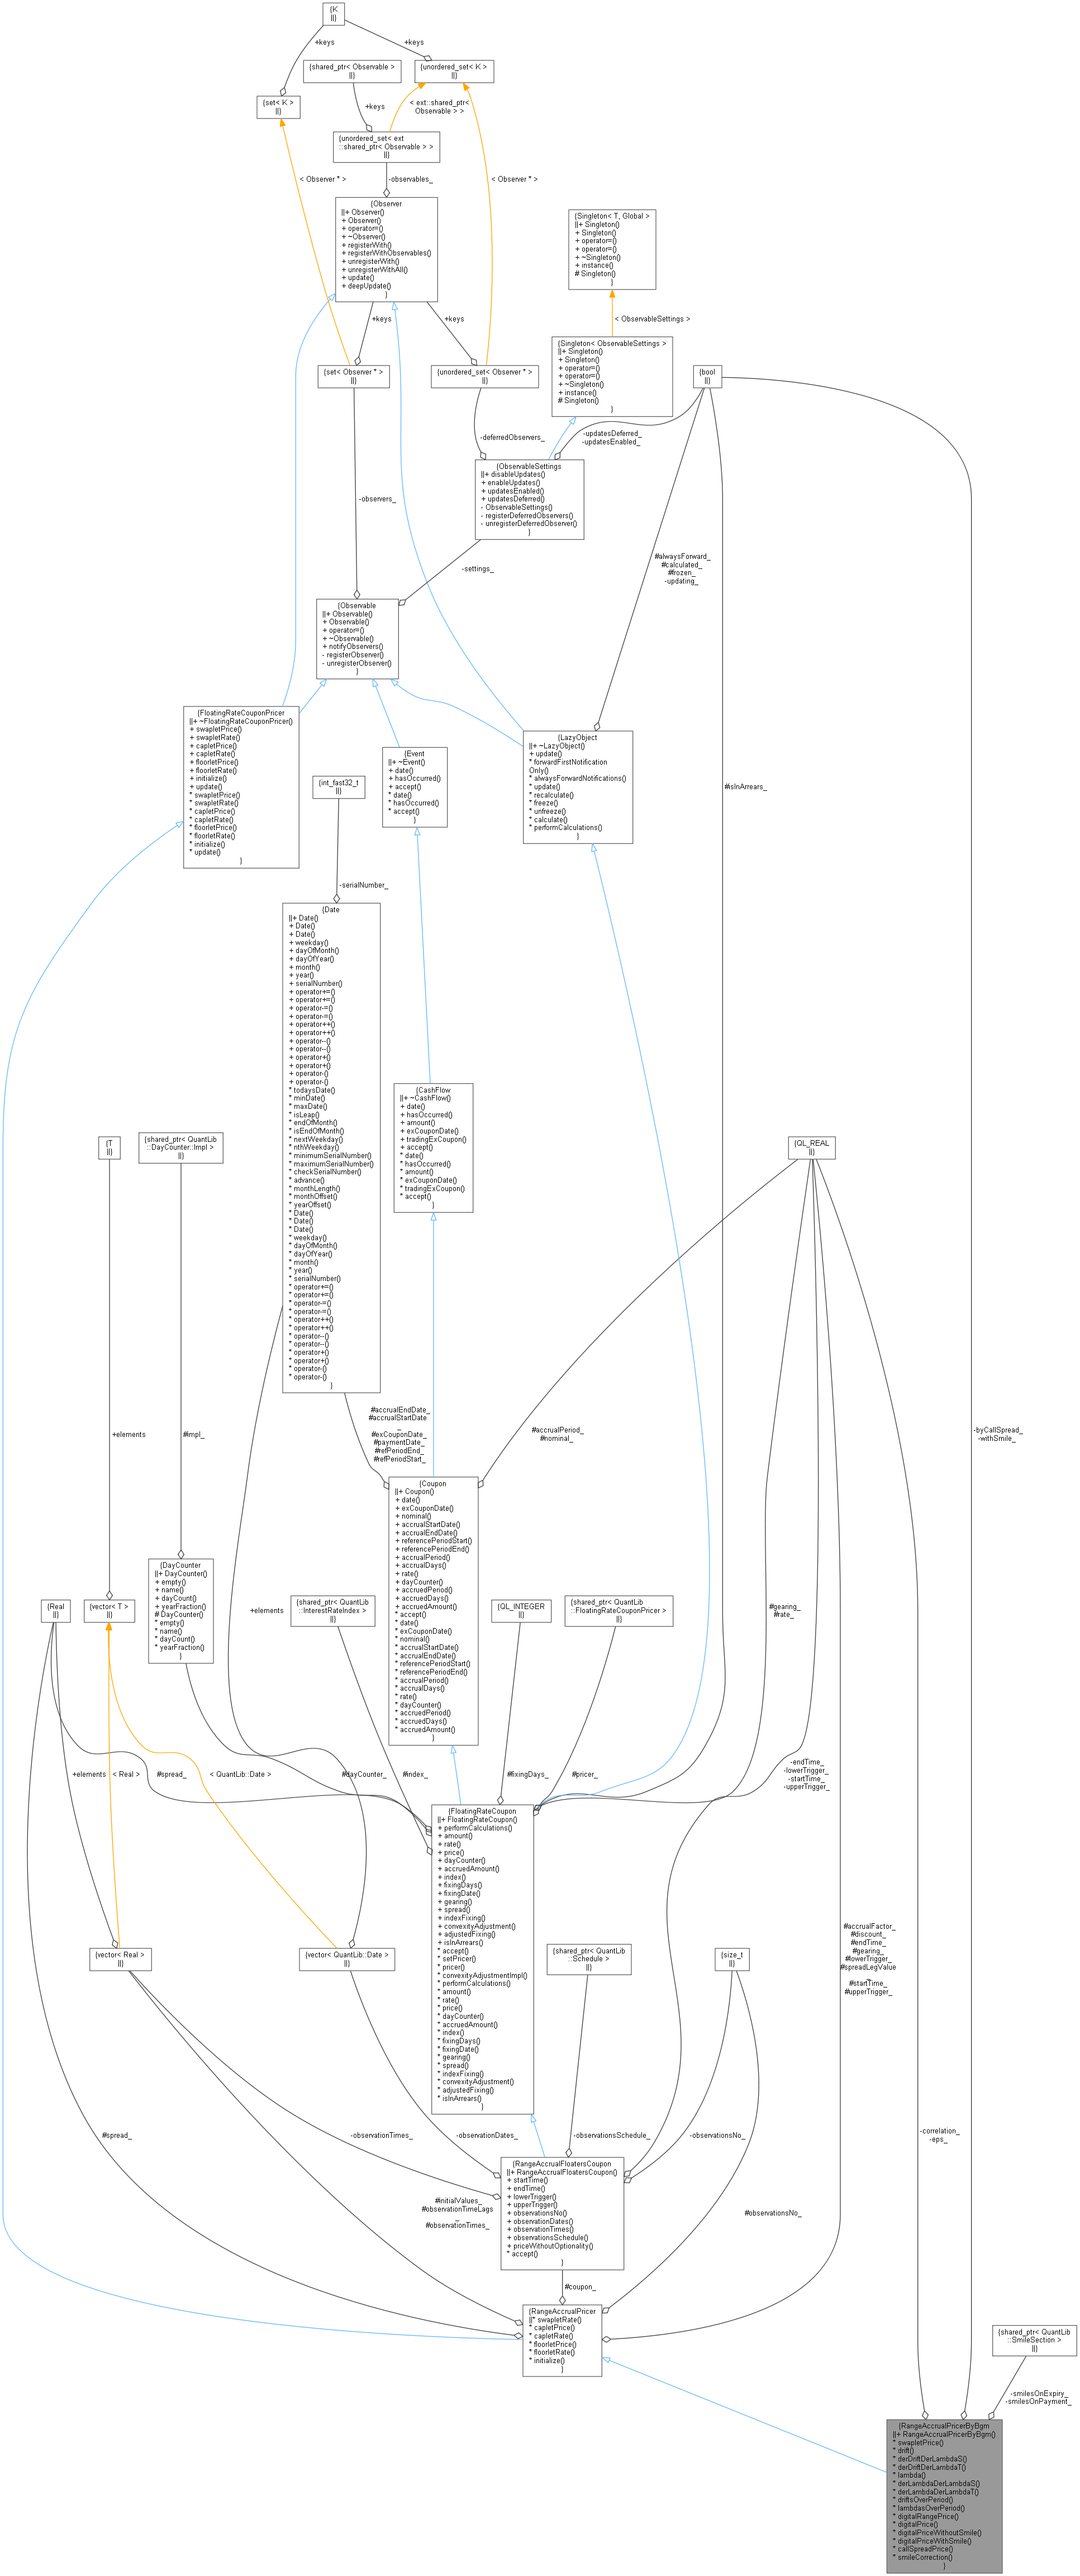 {K
||}
+keys
+keys
{shared_ptr< Observable >
||}
{unordered_set< K >
||}
{set< K >
||}
+keys
< ext::shared_ptr<
Observable > >
{unordered_set< ext
::shared_ptr< Observable > >
||}
< Observer * >
-observables_
< Observer * >
{Observer
||+ Observer()
+ Observer()
+ operator=()
+ ~Observer()
+ registerWith()
+ registerWithObservables()
+ unregisterWith()
+ unregisterWithAll()
+ update()
+ deepUpdate()
}
{Singleton< T, Global >
||+ Singleton()
+ Singleton()
+ operator=()
+ operator=()
+ ~Singleton()
+ instance()
# Singleton()
}
+keys
+keys
< ObservableSettings >
{Singleton< ObservableSettings >
||+ Singleton()
+ Singleton()
+ operator=()
+ operator=()
+ ~Singleton()
+ instance()
# Singleton()
}
{set< Observer * >
||}
{unordered_set< Observer * >
||}
{bool
||}
-deferredObservers_
-updatesDeferred_
-updatesEnabled_
{ObservableSettings
||+ disableUpdates()
+ enableUpdates()
+ updatesEnabled()
+ updatesDeferred()
- ObservableSettings()
- registerDeferredObservers()
- unregisterDeferredObserver()
}
-observers_
-settings_
#alwaysForward_
#calculated_
#frozen_
-updating_
{Observable
||+ Observable()
+ Observable()
+ operator=()
+ ~Observable()
+ notifyObservers()
- registerObserver()
- unregisterObserver()
}
{FloatingRateCouponPricer
||+ ~FloatingRateCouponPricer()
+ swapletPrice()
+ swapletRate()
+ capletPrice()
+ capletRate()
+ floorletPrice()
+ floorletRate()
+ initialize()
+ update()
* swapletPrice()
* swapletRate()
* capletPrice()
* capletRate()
* floorletPrice()
* floorletRate()
* initialize()
* update()
}
{Event
||+ ~Event()
+ date()
+ hasOccurred()
+ accept()
* date()
* hasOccurred()
* accept()
}
{LazyObject
||+ ~LazyObject()
+ update()
* forwardFirstNotification
Only()
* alwaysForwardNotifications()
* update()
* recalculate()
* freeze()
* unfreeze()
* calculate()
* performCalculations()
}
#isInArrears_
{int_fast32_t
||}
-serialNumber_
{Date
||+ Date()
+ Date()
+ Date()
+ weekday()
+ dayOfMonth()
+ dayOfYear()
+ month()
+ year()
+ serialNumber()
+ operator+=()
+ operator+=()
+ operator-=()
+ operator-=()
+ operator++()
+ operator++()
+ operator--()
+ operator--()
+ operator+()
+ operator+()
+ operator-()
+ operator-()
* todaysDate()
* minDate()
* maxDate()
* isLeap()
* endOfMonth()
* isEndOfMonth()
* nextWeekday()
* nthWeekday()
* minimumSerialNumber()
* maximumSerialNumber()
* checkSerialNumber()
* advance()
* monthLength()
* monthOffset()
* yearOffset()
* Date()
* Date()
* Date()
* weekday()
* dayOfMonth()
* dayOfYear()
* month()
* year()
* serialNumber()
* operator+=()
* operator+=()
* operator-=()
* operator-=()
* operator++()
* operator++()
* operator--()
* operator--()
* operator+()
* operator+()
* operator-()
* operator-()
}
{CashFlow
||+ ~CashFlow()
+ date()
+ hasOccurred()
+ amount()
+ exCouponDate()
+ tradingExCoupon()
+ accept()
* date()
* hasOccurred()
* amount()
* exCouponDate()
* tradingExCoupon()
* accept()
}
{T
||}
{shared_ptr< QuantLib
::DayCounter::Impl >
||}
{QL_REAL
||}
+elements
#impl_
#accrualEndDate_
#accrualStartDate
_
#exCouponDate_
#paymentDate_
#refPeriodEnd_
#refPeriodStart_
#accrualPeriod_
#nominal_
-byCallSpread_
-withSmile_
{Coupon
||+ Coupon()
+ date()
+ exCouponDate()
+ nominal()
+ accrualStartDate()
+ accrualEndDate()
+ referencePeriodStart()
+ referencePeriodEnd()
+ accrualPeriod()
+ accrualDays()
+ rate()
+ dayCounter()
+ accruedPeriod()
+ accruedDays()
+ accruedAmount()
* accept()
* date()
* exCouponDate()
* nominal()
* accrualStartDate()
* accrualEndDate()
* referencePeriodStart()
* referencePeriodEnd()
* accrualPeriod()
* accrualDays()
* rate()
* dayCounter()
* accruedPeriod()
* accruedDays()
* accruedAmount()
}
{DayCounter
||+ DayCounter()
+ empty()
+ name()
+ dayCount()
+ yearFraction()
# DayCounter()
* empty()
* name()
* dayCount()
* yearFraction()
}
{Real
||}
{vector< T >
||}
+elements
{shared_ptr< QuantLib
::InterestRateIndex >
||}
{QL_INTEGER
||}
{shared_ptr< QuantLib
::FloatingRateCouponPricer >
||}
#gearing_
#rate_
+elements
< Real >
#spread_
< QuantLib::Date >
#dayCounter_
#index_
#fixingDays_
#pricer_
-endTime_
-lowerTrigger_
-startTime_
-upperTrigger_
{FloatingRateCoupon
||+ FloatingRateCoupon()
+ performCalculations()
+ amount()
+ rate()
+ price()
+ dayCounter()
+ accruedAmount()
+ index()
+ fixingDays()
+ fixingDate()
+ gearing()
+ spread()
+ indexFixing()
+ convexityAdjustment()
+ adjustedFixing()
+ isInArrears()
* accept()
* setPricer()
* pricer()
* convexityAdjustmentImpl()
* performCalculations()
* amount()
* rate()
* price()
* dayCounter()
* accruedAmount()
* index()
* fixingDays()
* fixingDate()
* gearing()
* spread()
* indexFixing()
* convexityAdjustment()
* adjustedFixing()
* isInArrears()
}
{vector< Real >
||}
{vector< QuantLib::Date >
||}
{shared_ptr< QuantLib
::Schedule >
||}
{size_t
||}
#accrualFactor_
#discount_
#endTime_
#gearing_
#lowerTrigger_
#spreadLegValue
_
#startTime_
#upperTrigger_
#spread_
-observationTimes_
-observationDates_
-observationsSchedule_
-observationsNo_
-correlation_
-eps_
{RangeAccrualFloatersCoupon
||+ RangeAccrualFloatersCoupon()
+ startTime()
+ endTime()
+ lowerTrigger()
+ upperTrigger()
+ observationsNo()
+ observationDates()
+ observationTimes()
+ observationsSchedule()
+ priceWithoutOptionality()
* accept()
}
#initialValues_
#observationTimeLags
_
#observationTimes_
#observationsNo_
#coupon_
{RangeAccrualPricer
||* swapletRate()
* capletPrice()
* capletRate()
* floorletPrice()
* floorletRate()
* initialize()
}
{shared_ptr< QuantLib
::SmileSection >
||}
-smilesOnExpiry_
-smilesOnPayment_
{RangeAccrualPricerByBgm
||+ RangeAccrualPricerByBgm()
* swapletPrice()
* drift()
* derDriftDerLambdaS()
* derDriftDerLambdaT()
* lambda()
* derLambdaDerLambdaS()
* derLambdaDerLambdaT()
* driftsOverPeriod()
* lambdasOverPeriod()
* digitalRangePrice()
* digitalPrice()
* digitalPriceWithoutSmile()
* digitalPriceWithSmile()
* callSpreadPrice()
* smileCorrection()
}